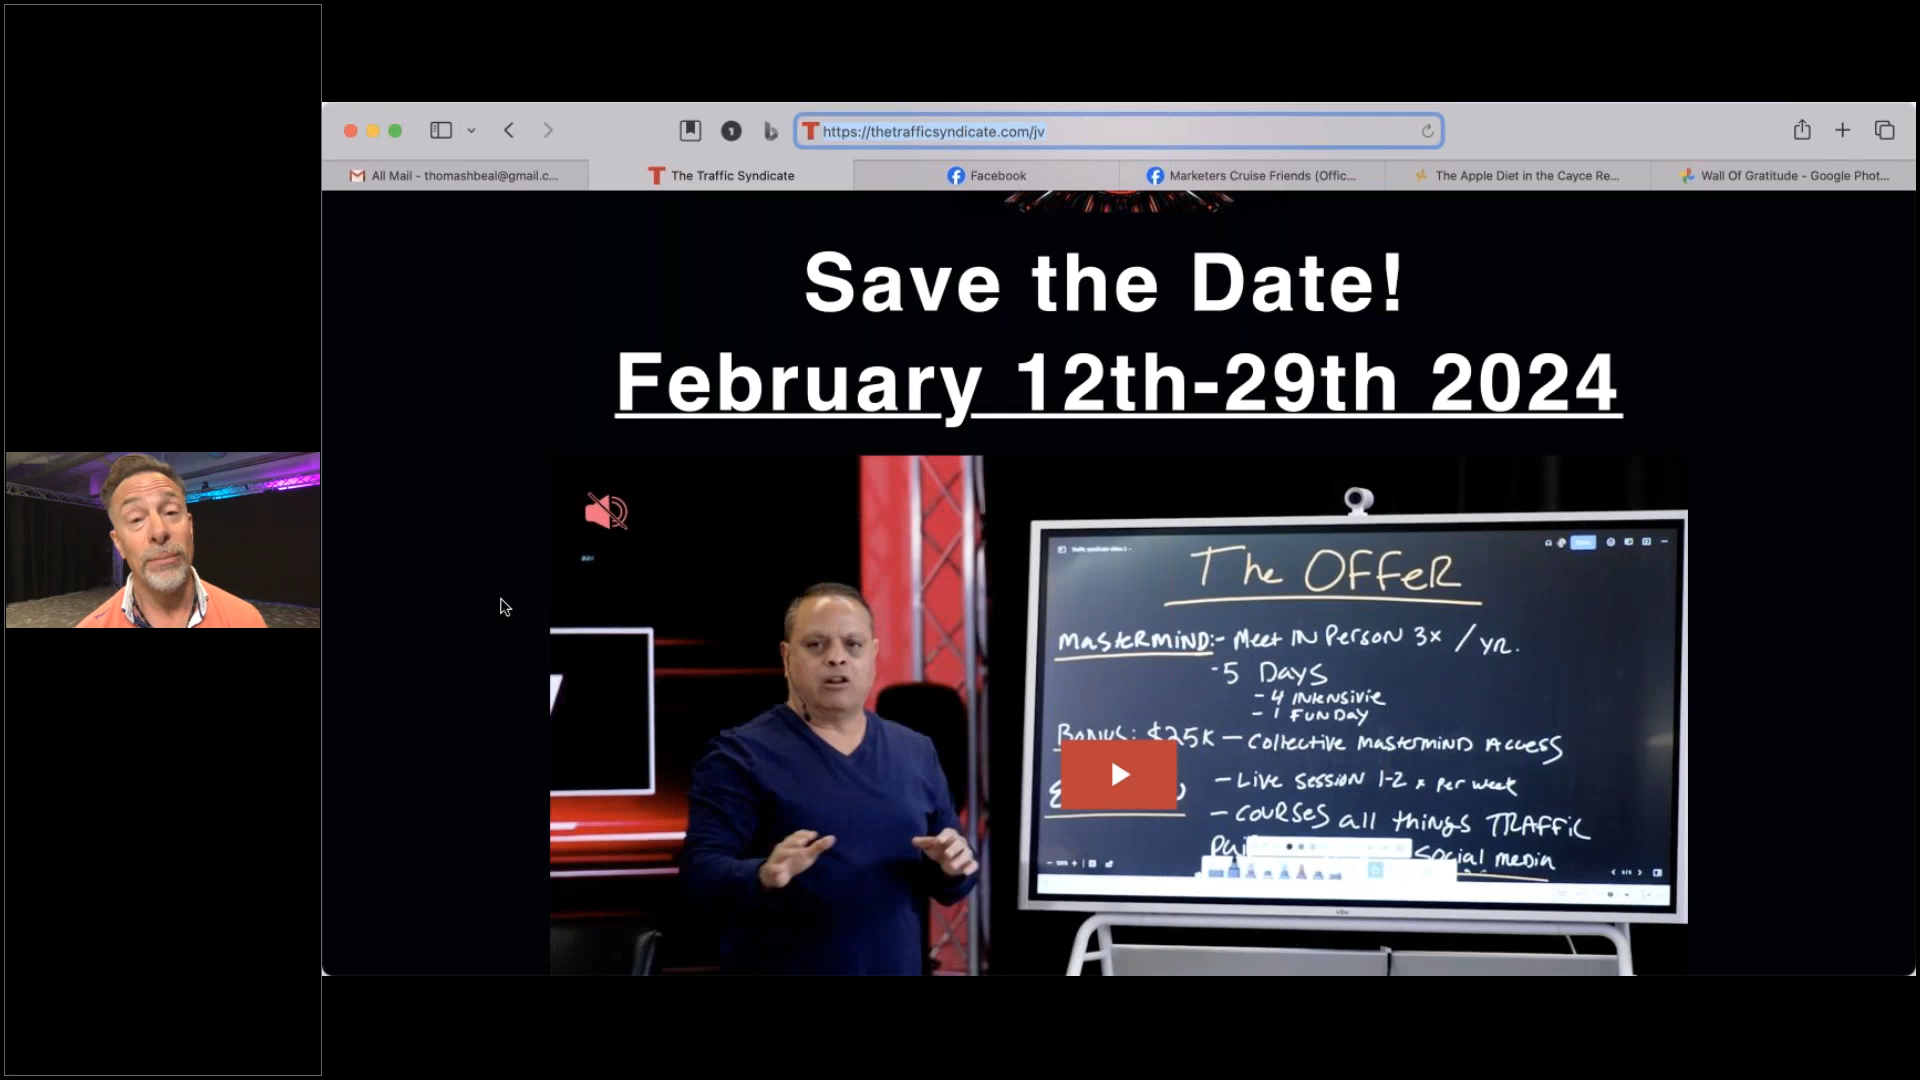 https://thetrafficsyndicate.com/jv
All Mail - thomashbeal@gmail.c...
The Traffic Syndicate
Facebook
Marketers Cruise Friends (Offic...
The Apple Diet in the Cayce Re...
Wall Of Gratitude - Google Phot...
Save the Date!
February 12th-29th 2024
The OFFeR
MasteRMIND:- Meet IN PeRSON 3x / yR.
-5 Days
- 4 INteNSivie
- 1 FUN DAy
BONUS: $25K - Collective MasteRMIND Access
- Live session 1-2 x per week
- COURSES all things TRAFFiC
Social media
vibe